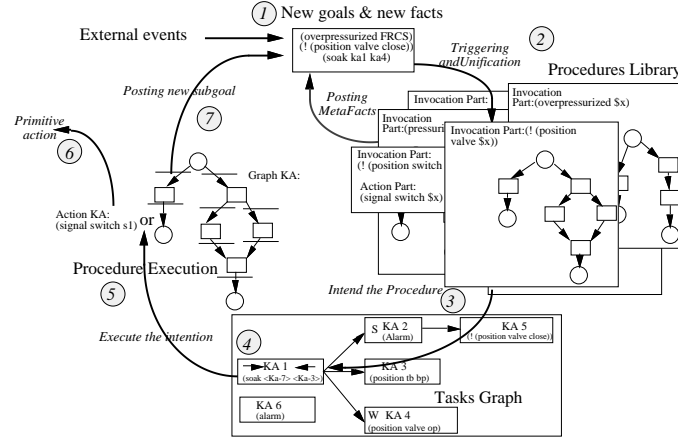 1 New goals & new facts
External events
(overpressurized FRCS)
(! (position valve close))
(soak ka1 ka4)
Triggering
andUnification
2
Procedures Library
Posting new subgoal
Posting
MetaFacts
7
Primitive
action
6
Invocation Part:
Invocation
Part:(overpressurized $x)
Invocation
Part:(pressuri
Invocation Part:(! (position
valve $x))
Invocation Part:
(! (position switch
Action Part:
(signal switch $x)
Graph KA:
Action KA:
(signal switch s1) or
Procedure Execution
5
Intend the Procedure
3
Execute the intention
4
KA 1
(soak <Ka-7> <Ka-3>)
S KA 2
(Alarm)
KA 5
(! (position valve close))
KA 3
(position tb bp)
Tasks Graph
KA 6
(alarm)
W KA 4
(position valve op)